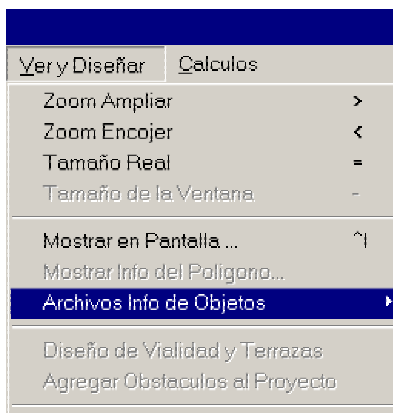 Ver y Diseñar Calculos
Zoom Ampliar >
Zoom Encojer <
Tamaño Real =
Tamaño de la Ventana -
Mostrar en Pantalla ... ^I
Mostrar Info del Polígono...
Archivos Info de Objetos
Diseño de Vialidad y Terrazas
Agregar Obstaculos al Proyecto